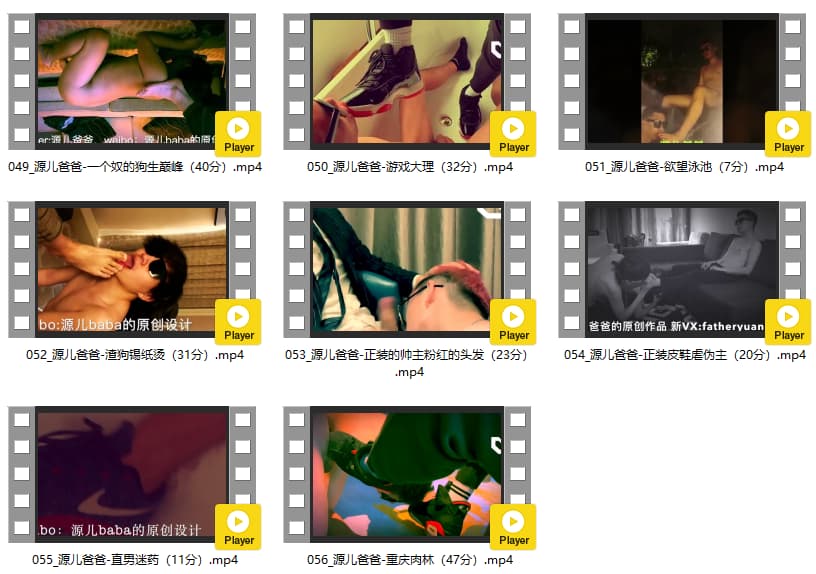 er:源儿爸爸、waibo：源儿baba的原创
Player
Player
Player
049_源儿爸爸-一个奴的狗生巅峰（40分）.mp4
050_源儿爸爸-游戏大理（32分）.mp4
051_源儿爸爸-欲望泳池（7分）.mp4
bo:源儿baba的原创设计
爸爸的原创作品 新VX:fatheryuan
Player
Player
Player
052_源儿爸爸-渣狗锡纸烫（31分）.mp4
053_源儿爸爸-正装的帅主粉红的头发（23分）
.mp4
054_源儿爸爸-正装皮鞋虐伪主（20分）.mp4
.bo：源儿baba的原创设计
Player
Player
055_源儿爸爸-直男迷药（11分）.mp4
056_源儿爸爸-重庆肉林（47分）.mp4